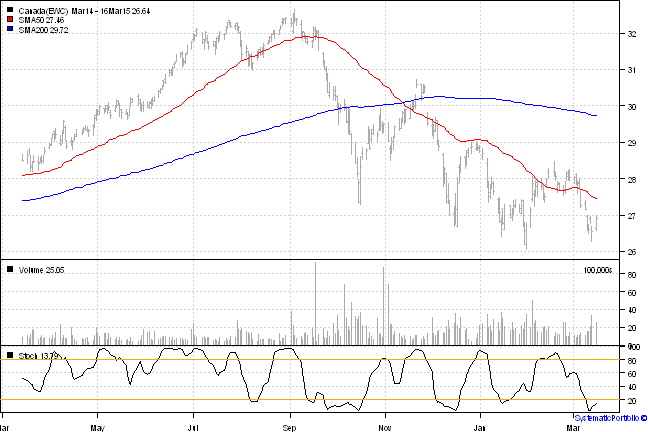 Canada(EWC) Mar14 - 16Mar15 26.64
SMA50 27.46
SMA200 29.72
32
31
30
29
28
27
26
Volume 25.05
100,000s
80
60
40
20
0
Stoch 13.79
100
80
60
40
20
Mar May Jul Sep Nov Jan Mar
SystematicPortfolio ©